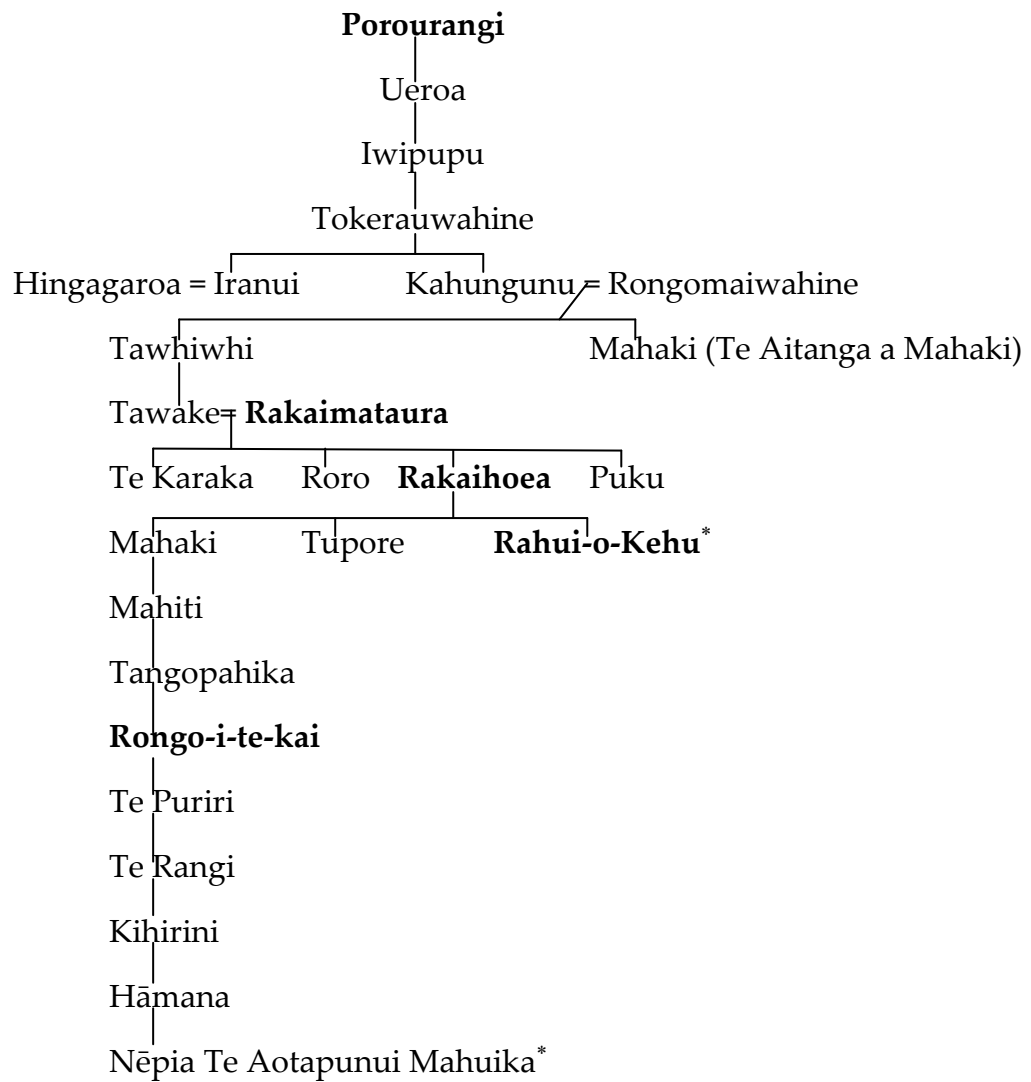 Porourangi
Ueroa
Iwipupu
Tokerauwahine
Hingagaroa = Iranui Kahungunu = Rongomaiwahine
Tawhiwhi Mahaki (Te Aitanga a Mahaki)
Tawake= Rakaimataura
Te Karaka Roro Rakaihoea Puku
Mahaki Tupore Rahui-o-Kehu*
Mahiti
Tangopahika
Rongo-i-te-kai
Te Puriri
Te Rangi
Kihirini
Hāmana
Nēpia Te Aotapunui Mahuika*